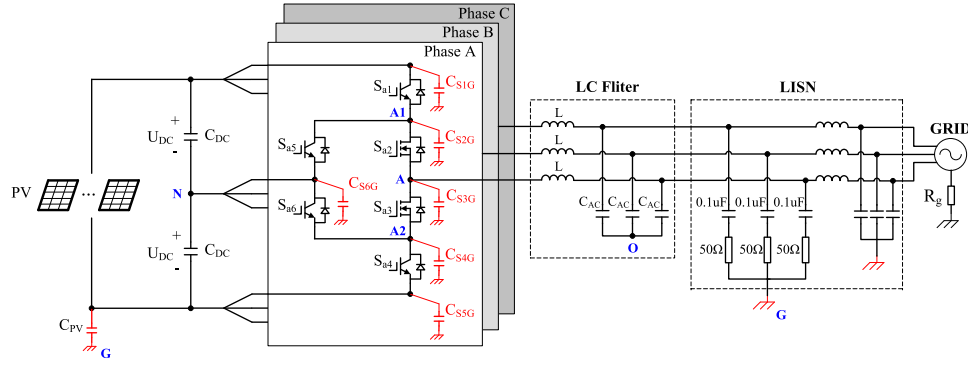 Phase C
Phase B
Phase A
LC Fliter
LISN
GRID
Rg
PV
...
+
UDC
-
CDC
N
+
UDC
-
CDC
CPV
G
Sa1
CS1G
A1
Sa5
Sa2
CS2G
A
CS6G
Sa6
Sa3
CS3G
A2
Sa4
CS4G
CS5G
L
L
L
CAC CAC CAC
O
0.1uF 0.1uF 0.1uF
50Ω 50Ω 50Ω
G